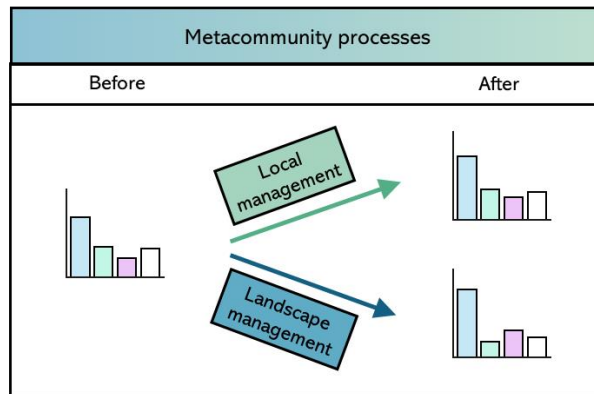 Metacommunity processes
Before
After
Local
management
Landscape
management